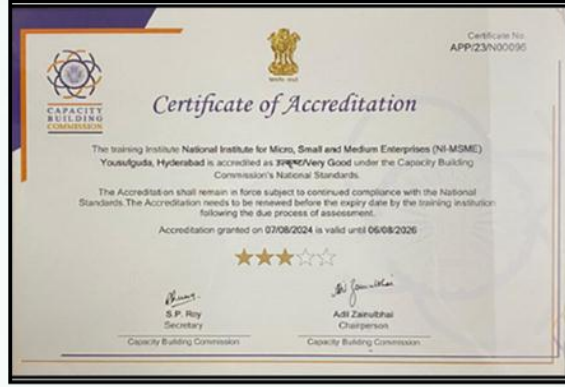 Certificate No.
APP/23/N00096
CAPACITY
BUILDING
COMMISSION
Certificate of Accreditation
The training Institute National Institute for Micro, Small and Medium Enterprises (NI-MSME)
Yousufguda, Hyderabad is accredited as उत्कृष्ट/Very Good under the Capacity Building
Commission's National Standards.
The Accreditation shall remain in force subject to continued compliance with the National
Standards. The Accreditation needs to be renewed before the expiry date by the training institution
following the due process of assessment.
Accreditation granted on 07/08/2024 is valid until 06/08/2026
S.P. Roy
Secretary
Capacity Building Commission
Adil Zainulbhai
Chairperson
Capacity Building Commission